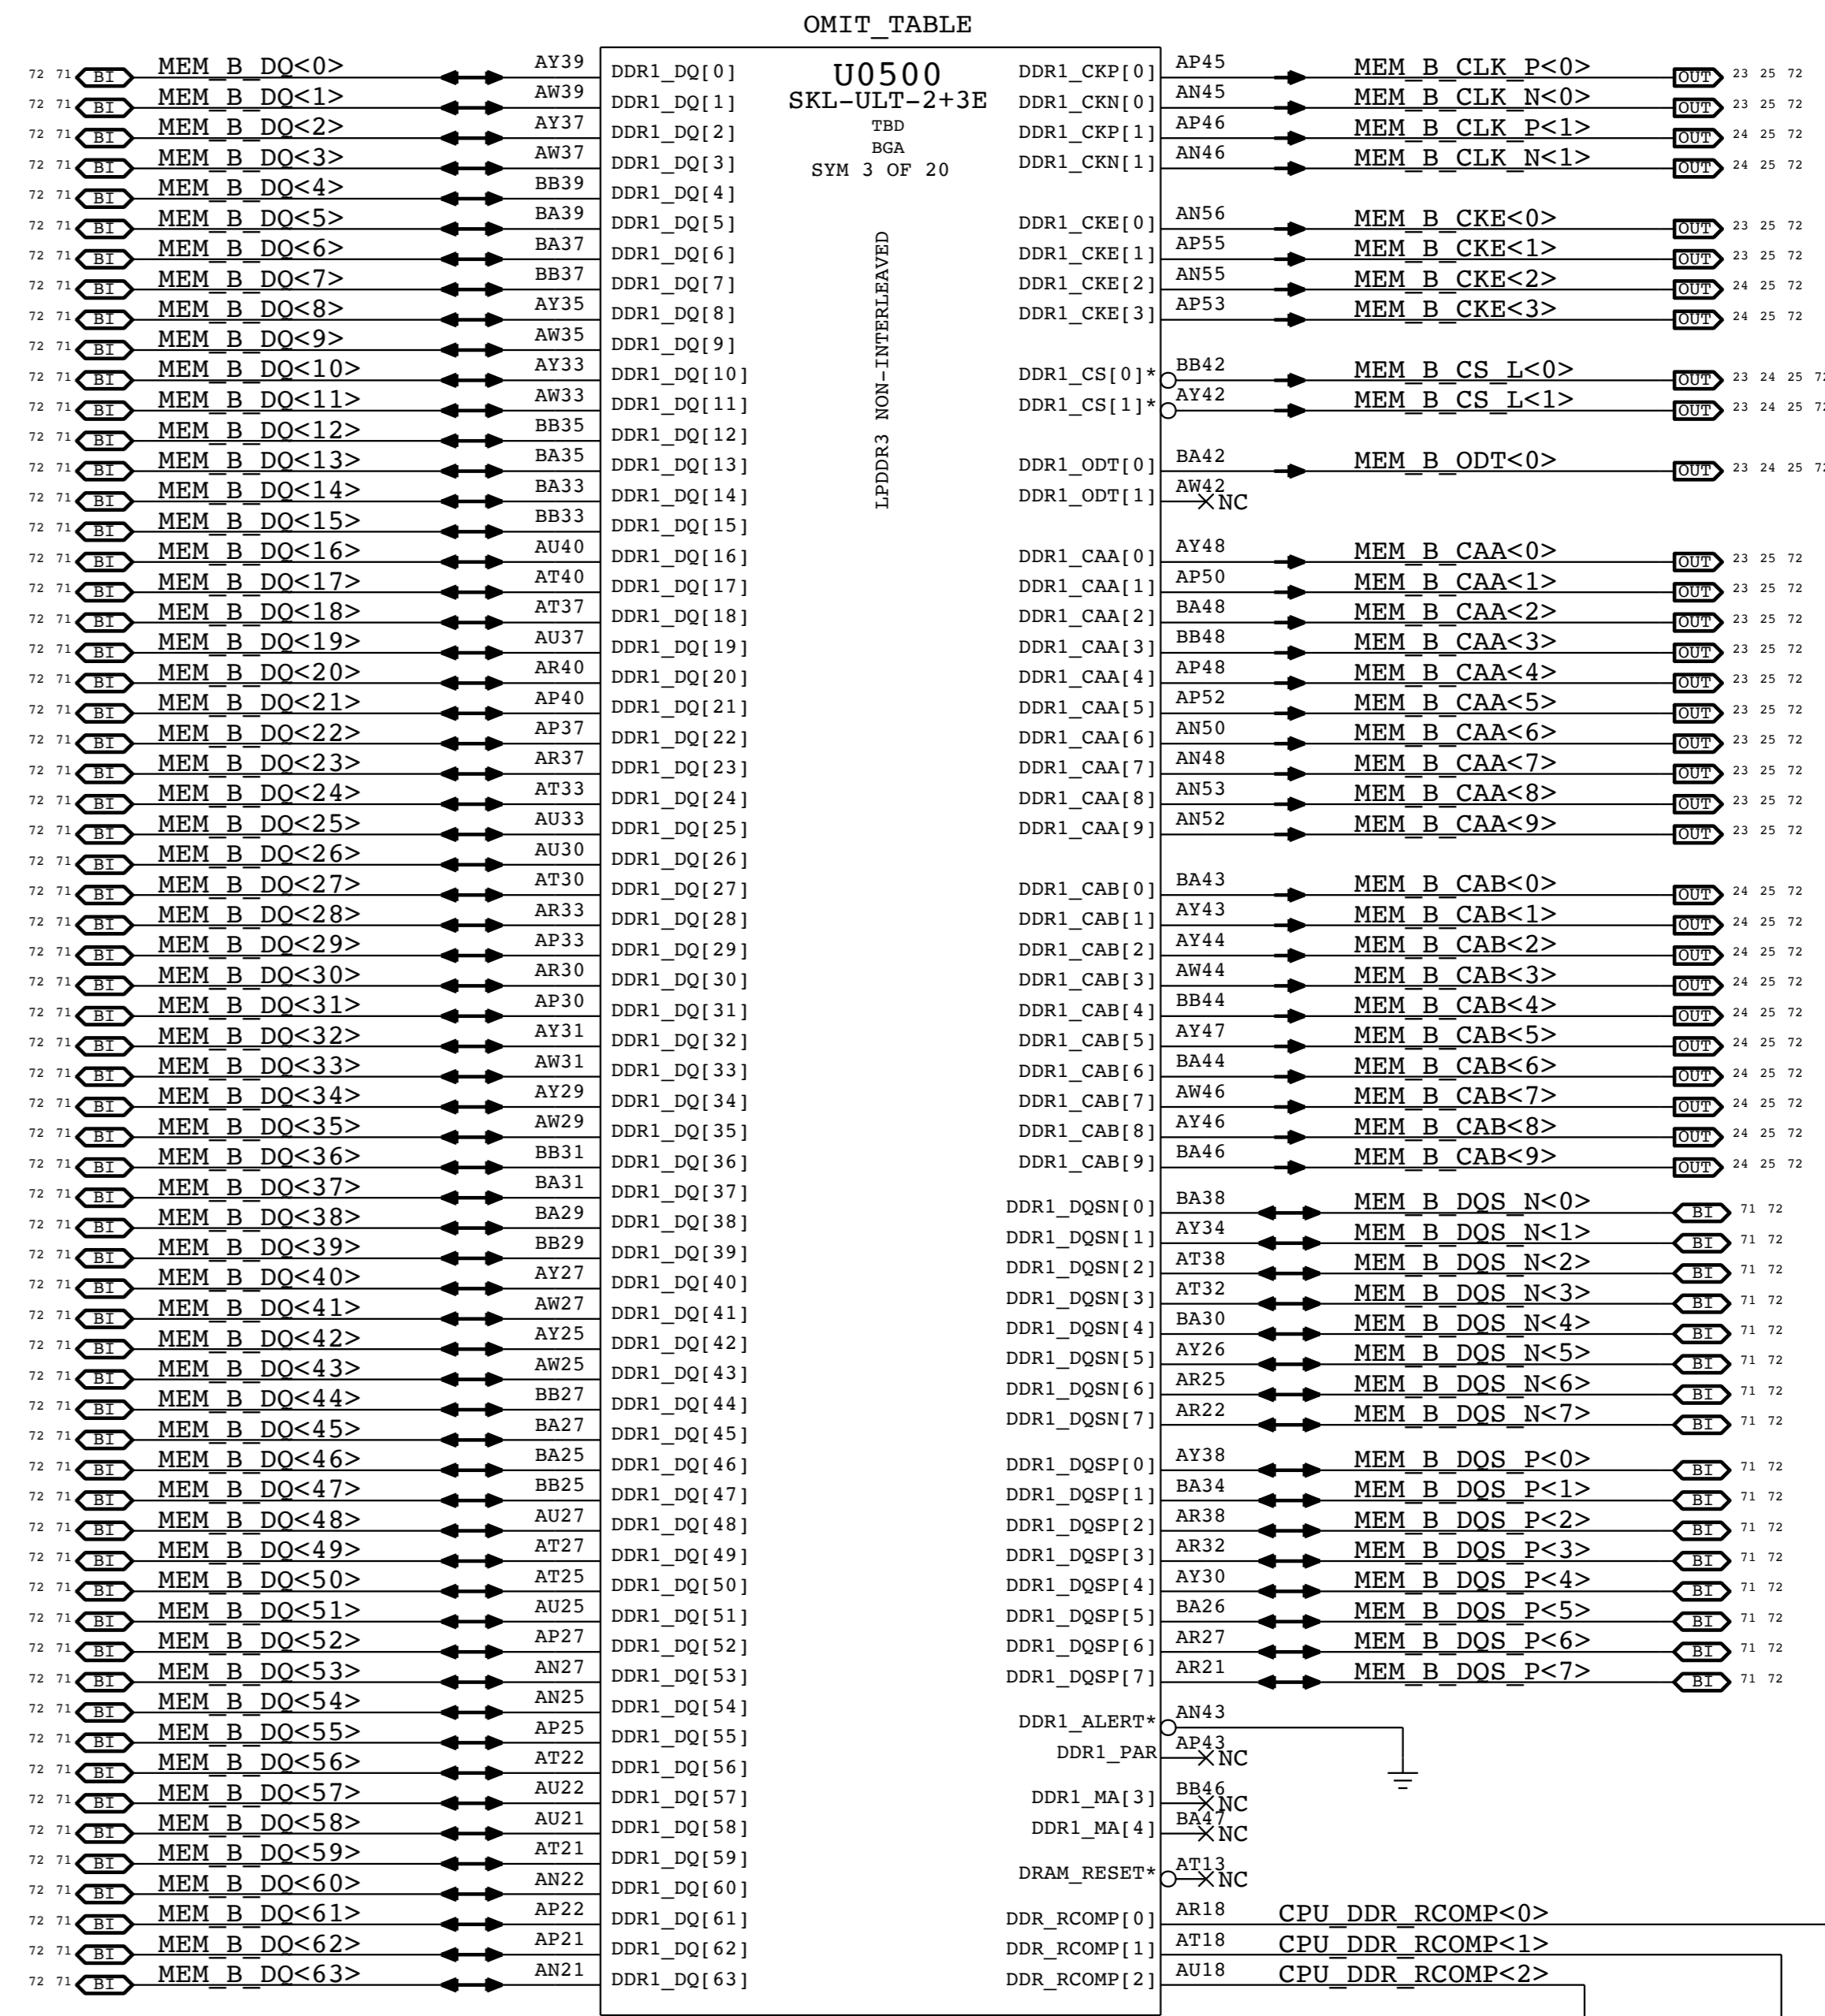 OMIT_TABLE
U0500
SKL-ULT-2+3E
TBD
BGA
SYM 3 OF 20
LPDDR3 NON-INTERLEAVED
72 71 BI MEM_B_DQ<0> AY39 DDR1_DQ[0]
72 71 BI MEM_B_DQ<1> AW39 DDR1_DQ[1]
72 71 BI MEM_B_DQ<2> AY37 DDR1_DQ[2]
72 71 BI MEM_B_DQ<3> AW37 DDR1_DQ[3]
72 71 BI MEM_B_DQ<4> BB39 DDR1_DQ[4]
72 71 BI MEM_B_DQ<5> BA39 DDR1_DQ[5]
72 71 BI MEM_B_DQ<6> BA37 DDR1_DQ[6]
72 71 BI MEM_B_DQ<7> BB37 DDR1_DQ[7]
72 71 BI MEM_B_DQ<8> AY35 DDR1_DQ[8]
72 71 BI MEM_B_DQ<9> AW35 DDR1_DQ[9]
72 71 BI MEM_B_DQ<10> AY33 DDR1_DQ[10]
72 71 BI MEM_B_DQ<11> AW33 DDR1_DQ[11]
72 71 BI MEM_B_DQ<12> BB35 DDR1_DQ[12]
72 71 BI MEM_B_DQ<13> BA35 DDR1_DQ[13]
72 71 BI MEM_B_DQ<14> BA33 DDR1_DQ[14]
72 71 BI MEM_B_DQ<15> BB33 DDR1_DQ[15]
72 71 BI MEM_B_DQ<16> AU40 DDR1_DQ[16]
72 71 BI MEM_B_DQ<17> AT40 DDR1_DQ[17]
72 71 BI MEM_B_DQ<18> AT37 DDR1_DQ[18]
72 71 BI MEM_B_DQ<19> AU37 DDR1_DQ[19]
72 71 BI MEM_B_DQ<20> AR40 DDR1_DQ[20]
72 71 BI MEM_B_DQ<21> AP40 DDR1_DQ[21]
72 71 BI MEM_B_DQ<22> AP37 DDR1_DQ[22]
72 71 BI MEM_B_DQ<23> AR37 DDR1_DQ[23]
72 71 BI MEM_B_DQ<24> AT33 DDR1_DQ[24]
72 71 BI MEM_B_DQ<25> AU33 DDR1_DQ[25]
72 71 BI MEM_B_DQ<26> AU30 DDR1_DQ[26]
72 71 BI MEM_B_DQ<27> AT30 DDR1_DQ[27]
72 71 BI MEM_B_DQ<28> AR33 DDR1_DQ[28]
72 71 BI MEM_B_DQ<29> AP33 DDR1_DQ[29]
72 71 BI MEM_B_DQ<30> AR30 DDR1_DQ[30]
72 71 BI MEM_B_DQ<31> AP30 DDR1_DQ[31]
72 71 BI MEM_B_DQ<32> AY31 DDR1_DQ[32]
72 71 BI MEM_B_DQ<33> AW31 DDR1_DQ[33]
72 71 BI MEM_B_DQ<34> AY29 DDR1_DQ[34]
72 71 BI MEM_B_DQ<35> AW29 DDR1_DQ[35]
72 71 BI MEM_B_DQ<36> BB31 DDR1_DQ[36]
72 71 BI MEM_B_DQ<37> BA31 DDR1_DQ[37]
72 71 BI MEM_B_DQ<38> BA29 DDR1_DQ[38]
72 71 BI MEM_B_DQ<39> BB29 DDR1_DQ[39]
72 71 BI MEM_B_DQ<40> AY27 DDR1_DQ[40]
72 71 BI MEM_B_DQ<41> AW27 DDR1_DQ[41]
72 71 BI MEM_B_DQ<42> AY25 DDR1_DQ[42]
72 71 BI MEM_B_DQ<43> AW25 DDR1_DQ[43]
72 71 BI MEM_B_DQ<44> BB27 DDR1_DQ[44]
72 71 BI MEM_B_DQ<45> BA27 DDR1_DQ[45]
72 71 BI MEM_B_DQ<46> BA25 DDR1_DQ[46]
72 71 BI MEM_B_DQ<47> BB25 DDR1_DQ[47]
72 71 BI MEM_B_DQ<48> AU27 DDR1_DQ[48]
72 71 BI MEM_B_DQ<49> AT27 DDR1_DQ[49]
72 71 BI MEM_B_DQ<50> AT25 DDR1_DQ[50]
72 71 BI MEM_B_DQ<51> AU25 DDR1_DQ[51]
72 71 BI MEM_B_DQ<52> AP27 DDR1_DQ[52]
72 71 BI MEM_B_DQ<53> AN27 DDR1_DQ[53]
72 71 BI MEM_B_DQ<54> AN25 DDR1_DQ[54]
72 71 BI MEM_B_DQ<55> AP25 DDR1_DQ[55]
72 71 BI MEM_B_DQ<56> AT22 DDR1_DQ[56]
72 71 BI MEM_B_DQ<57> AU22 DDR1_DQ[57]
72 71 BI MEM_B_DQ<58> AU21 DDR1_DQ[58]
72 71 BI MEM_B_DQ<59> AT21 DDR1_DQ[59]
72 71 BI MEM_B_DQ<60> AN22 DDR1_DQ[60]
72 71 BI MEM_B_DQ<61> AP22 DDR1_DQ[61]
72 71 BI MEM_B_DQ<62> AP21 DDR1_DQ[62]
72 71 BI MEM_B_DQ<63> AN21 DDR1_DQ[63]
DDR1_CKP[0] AP45 MEM_B_CLK_P<0> OUT 23 25 72
DDR1_CKN[0] AN45 MEM_B_CLK_N<0> OUT 23 25 72
DDR1_CKP[1] AP46 MEM_B_CLK_P<1> OUT 24 25 72
DDR1_CKN[1] AN46 MEM_B_CLK_N<1> OUT 24 25 72
DDR1_CKE[0] AN56 MEM_B_CKE<0> OUT 23 25 72
DDR1_CKE[1] AP55 MEM_B_CKE<1> OUT 23 25 72
DDR1_CKE[2] AN55 MEM_B_CKE<2> OUT 24 25 72
DDR1_CKE[3] AP53 MEM_B_CKE<3> OUT 24 25 72
DDR1_CS[0]* BB42 MEM_B_CS_L<0> OUT 23 24 25 72
DDR1_CS[1]* AY42 MEM_B_CS_L<1> OUT 23 24 25 72
DDR1_ODT[0] BA42 MEM_B_ODT<0> OUT 23 24 25 72
DDR1_ODT[1] AW42 NC
DDR1_CAA[0] AY48 MEM_B_CAA<0> OUT 23 25 72
DDR1_CAA[1] AP50 MEM_B_CAA<1> OUT 23 25 72
DDR1_CAA[2] BA48 MEM_B_CAA<2> OUT 23 25 72
DDR1_CAA[3] BB48 MEM_B_CAA<3> OUT 23 25 72
DDR1_CAA[4] AP48 MEM_B_CAA<4> OUT 23 25 72
DDR1_CAA[5] AP52 MEM_B_CAA<5> OUT 23 25 72
DDR1_CAA[6] AN50 MEM_B_CAA<6> OUT 23 25 72
DDR1_CAA[7] AN48 MEM_B_CAA<7> OUT 23 25 72
DDR1_CAA[8] AN53 MEM_B_CAA<8> OUT 23 25 72
DDR1_CAA[9] AN52 MEM_B_CAA<9> OUT 23 25 72
DDR1_CAB[0] BA43 MEM_B_CAB<0> OUT 24 25 72
DDR1_CAB[1] AY43 MEM_B_CAB<1> OUT 24 25 72
DDR1_CAB[2] AY44 MEM_B_CAB<2> OUT 24 25 72
DDR1_CAB[3] AW44 MEM_B_CAB<3> OUT 24 25 72
DDR1_CAB[4] BB44 MEM_B_CAB<4> OUT 24 25 72
DDR1_CAB[5] AY47 MEM_B_CAB<5> OUT 24 25 72
DDR1_CAB[6] BA44 MEM_B_CAB<6> OUT 24 25 72
DDR1_CAB[7] AW46 MEM_B_CAB<7> OUT 24 25 72
DDR1_CAB[8] AY46 MEM_B_CAB<8> OUT 24 25 72
DDR1_CAB[9] BA46 MEM_B_CAB<9> OUT 24 25 72
DDR1_DQSN[0] BA38 MEM_B_DQS_N<0> BI 71 72
DDR1_DQSN[1] AY34 MEM_B_DQS_N<1> BI 71 72
DDR1_DQSN[2] AT38 MEM_B_DQS_N<2> BI 71 72
DDR1_DQSN[3] AT32 MEM_B_DQS_N<3> BI 71 72
DDR1_DQSN[4] BA30 MEM_B_DQS_N<4> BI 71 72
DDR1_DQSN[5] AY26 MEM_B_DQS_N<5> BI 71 72
DDR1_DQSN[6] AR25 MEM_B_DQS_N<6> BI 71 72
DDR1_DQSN[7] AR22 MEM_B_DQS_N<7> BI 71 72
DDR1_DQSP[0] AY38 MEM_B_DQS_P<0> BI 71 72
DDR1_DQSP[1] BA34 MEM_B_DQS_P<1> BI 71 72
DDR1_DQSP[2] AR38 MEM_B_DQS_P<2> BI 71 72
DDR1_DQSP[3] AR32 MEM_B_DQS_P<3> BI 71 72
DDR1_DQSP[4] AY30 MEM_B_DQS_P<4> BI 71 72
DDR1_DQSP[5] BA26 MEM_B_DQS_P<5> BI 71 72
DDR1_DQSP[6] AR27 MEM_B_DQS_P<6> BI 71 72
DDR1_DQSP[7] AR21 MEM_B_DQS_P<7> BI 71 72
DDR1_ALERT* AN43
DDR1_PAR AP43 NC
DDR1_MA[3] BB46 NC
DDR1_MA[4] BA47 NC
DRAM_RESET* AT13 NC
DDR_RCOMP[0] AR18 CPU_DDR_RCOMP<0>
DDR_RCOMP[1] AT18 CPU_DDR_RCOMP<1>
DDR_RCOMP[2] AU18 CPU_DDR_RCOMP<2>